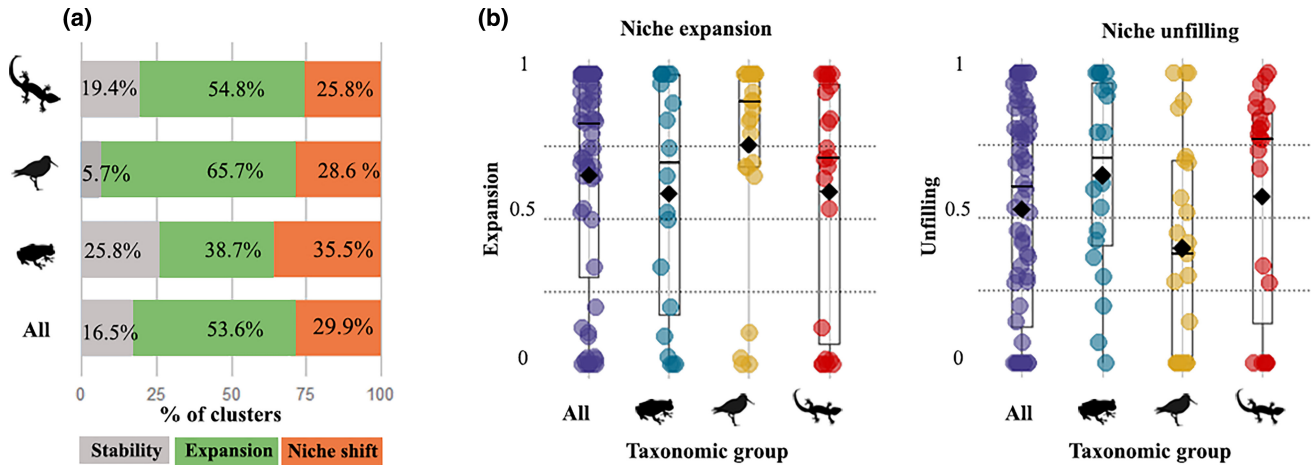 (a)
19.4% 54.8% 25.8%
5.7% 65.7% 28.6 %
25.8% 38.7% 35.5%
All 16.5% 53.6% 29.9%
0 25 50 75 100
% of clusters
Stability Expansion Niche shift
(b)
Niche expansion
1
0.5
0
Expansion
All
Taxonomic group
Niche unfilling
1
0.5
0
Unfilling
All
Taxonomic group